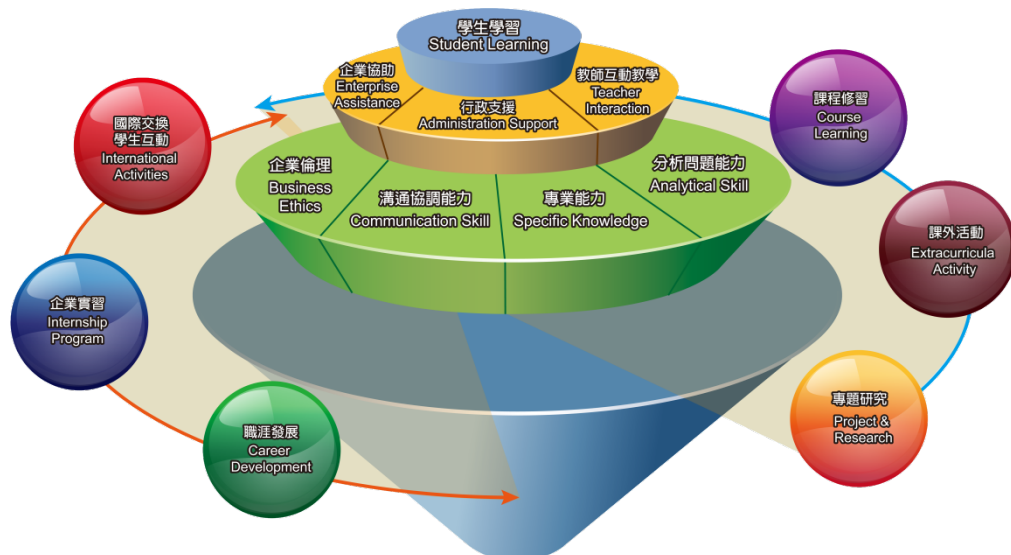 學生學習
Student Learning
企業協助
Enterprise
Assistance
行政支援
Administration Support
教師互動教學
Teacher
Interaction
企業倫理
Business
Ethics
溝通協調能力
Communication Skill
專業能力
Specific Knowledge
分析問題能力
Analytical Skill
國際交換
學生互動
International
Activities
企業實習
Internship
Program
職涯發展
Career
Development
課程修習
Course
Learning
課外活動
Extracurricula
Activity
專題研究
Project &
Research